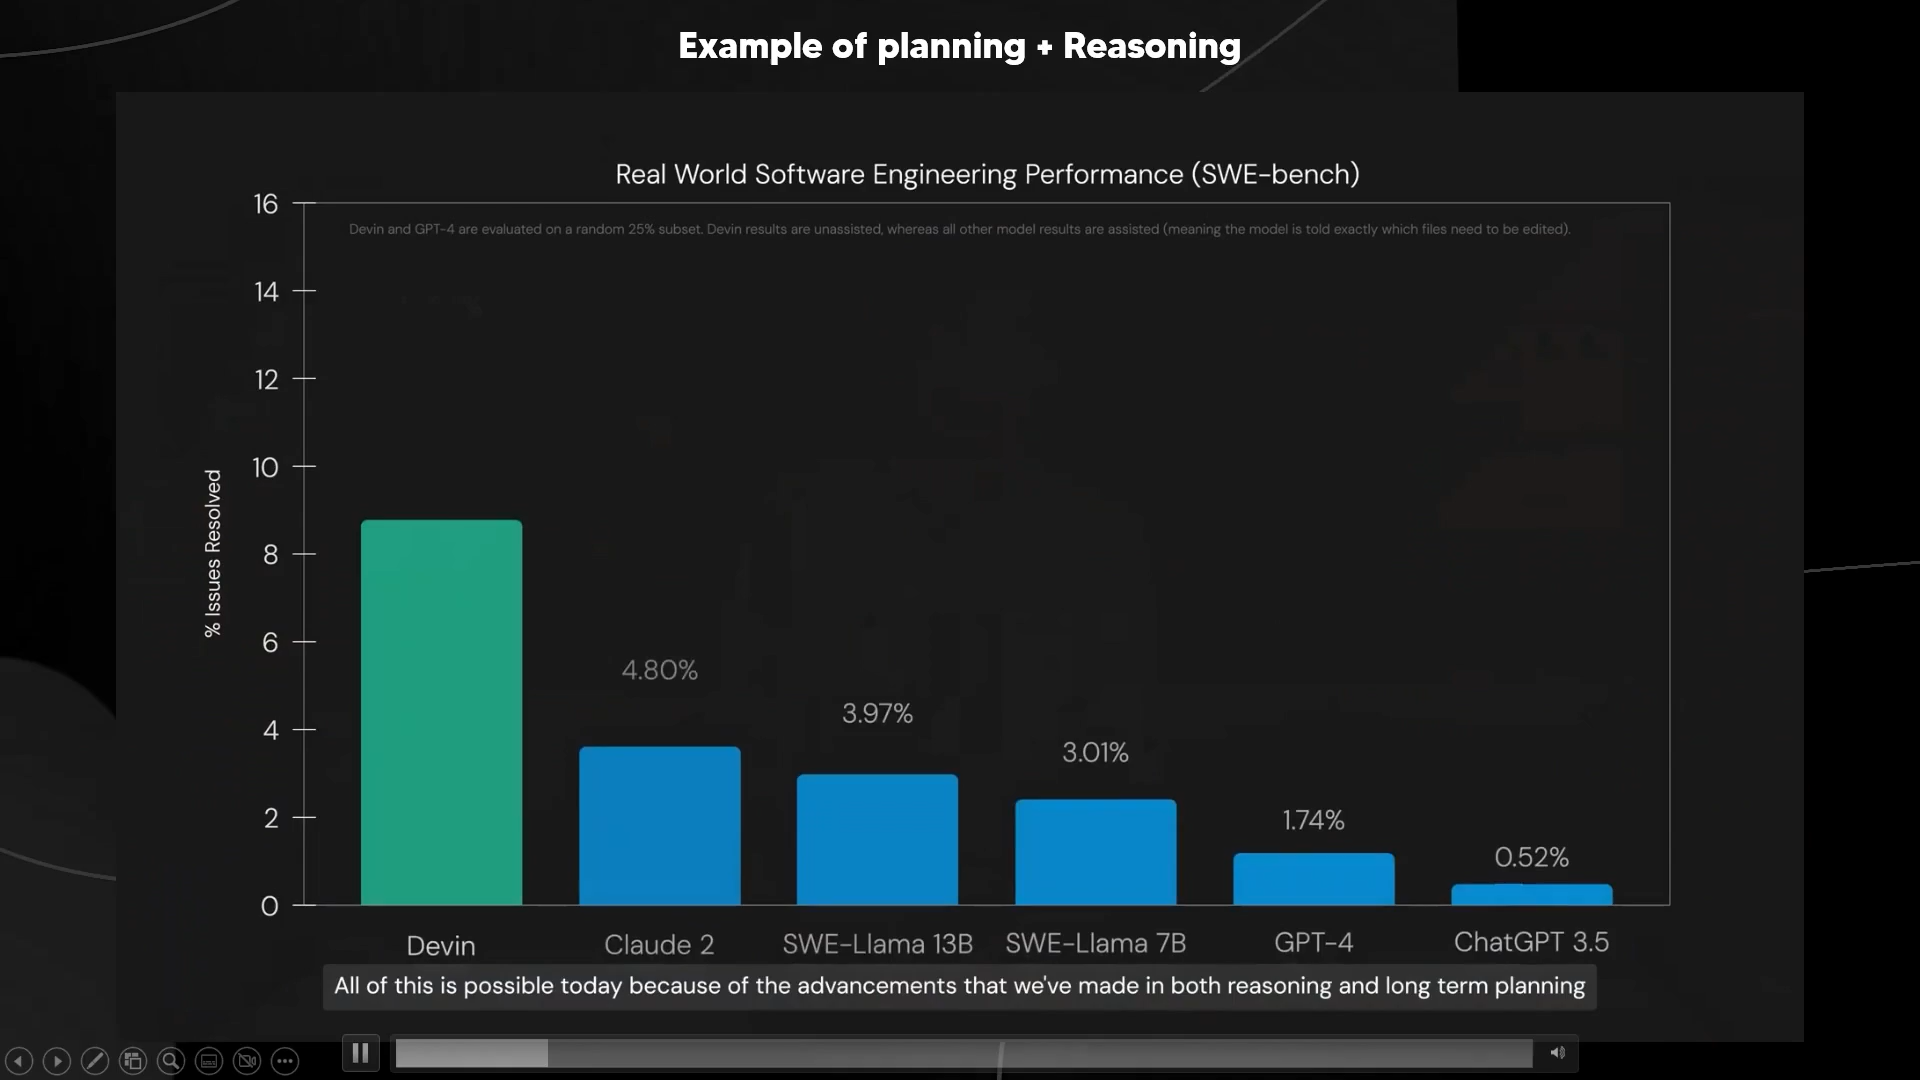 Example of planning + Reasoning
Real World Software Engineering Performance (SWE-bench)
Devin and GPT-4 are evaluated on a random 25% subset. Devin results are unassisted, whereas all other model results are assisted (meaning the model is told exactly which files need to be edited).
16
14
12
10
8
6
4
2
0
% Issues Resolved
4.80%
3.97%
3.01%
1.74%
0.52%
Devin
Claude 2
SWE-Llama 13B
SWE-Llama 7B
GPT-4
ChatGPT 3.5
All of this is possible today because of the advancements that we've made in both reasoning and long term planning